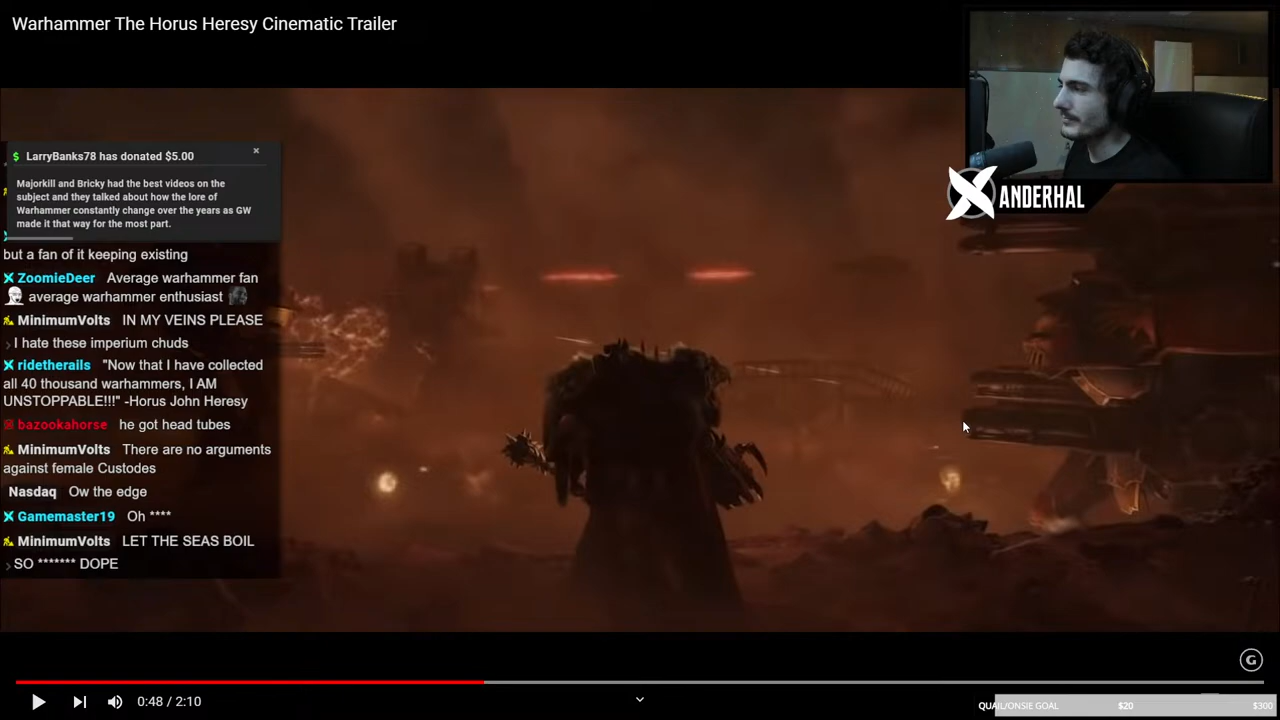 Warhammer The Horus Heresy Cinematic Trailer
$ LarryBanks78 has donated $5.00
×
Majorkill and Bricky had the best videos on the
subject and they talked about how the lore of
Warhammer constantly change over the years as GW
made it that way for the most part.
but a fan of it keeping existing
ZoomieDeer Average warhammer fan
average warhammer enthusiast
MinimumVolts IN MY VEINS PLEASE
I hate these imperium chuds
ridetherails "Now that I have collected
all 40 thousand warhammers, I AM
UNSTOPPABLE!!!" -Horus John Heresy
bazookahorse he got head tubes
MinimumVolts There are no arguments
against female Custodes
Nasdaq Ow the edge
Gamemaster19 Oh ****
MinimumVolts LET THE SEAS BOIL
SO ******* DOPE
XANDERHAL
G
0:48 / 2:10
QUAIL/ONSIE GOAL $20 $300